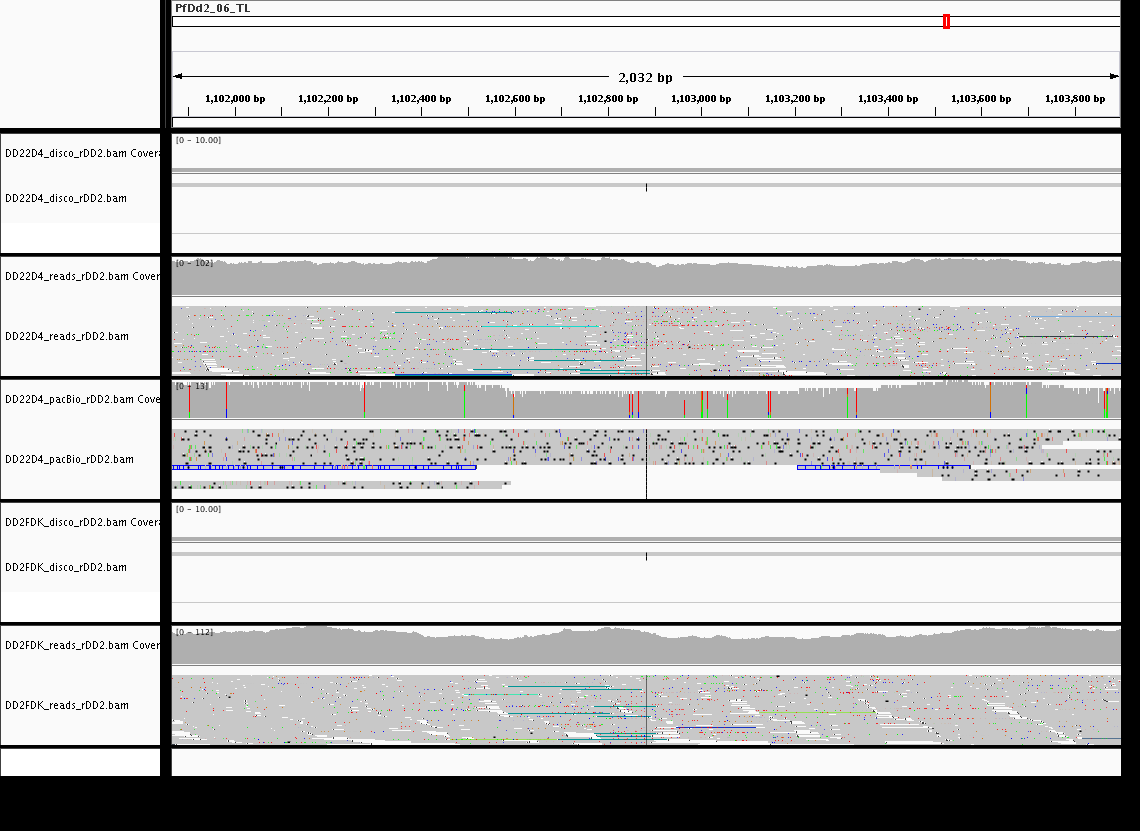 PfDd2_06_TL
2,032 bp
1,102,000 bp 1,102,200 bp 1,102,400 bp 1,102,600 bp 1,102,800 bp 1,103,000 bp 1,103,200 bp 1,103,400 bp 1,103,600 bp 1,103,800 bp
[0 - 10.00]
DD22D4_disco_rDD2.bam Covera
DD22D4_disco_rDD2.bam
[0 - 102]
DD22D4_reads_rDD2.bam Cover
DD22D4_reads_rDD2.bam
[0 - 13]
DD22D4_pacBio_rDD2.bam Cove
DD22D4_pacBio_rDD2.bam
[0 - 10.00]
DD2FDK_disco_rDD2.bam Covera
DD2FDK_disco_rDD2.bam
[0 - 112]
DD2FDK_reads_rDD2.bam Cover
DD2FDK_reads_rDD2.bam